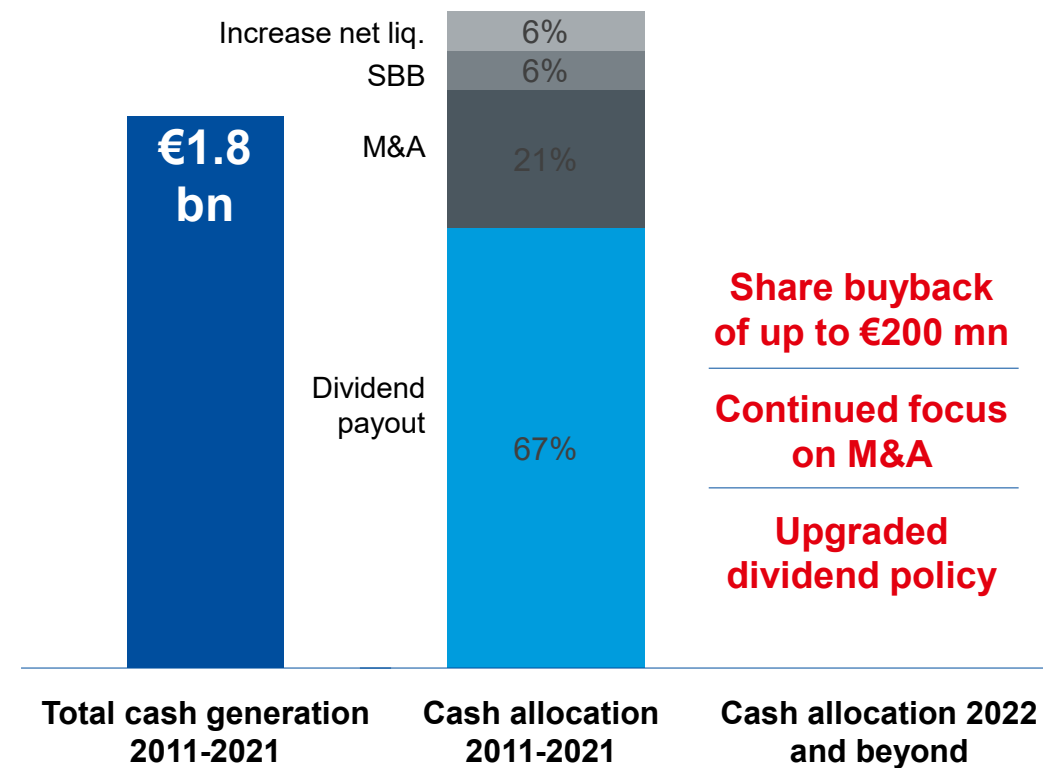 Increase net liq.
6%
SBB
6%
€1.8
bn
M&A
21%
Share buyback
of up to €200 mn
Dividend
payout
67%
Continued focus
on M&A
Upgraded
dividend policy
Total cash generation
2011-2021
Cash allocation
2011-2021
Cash allocation 2022
and beyond